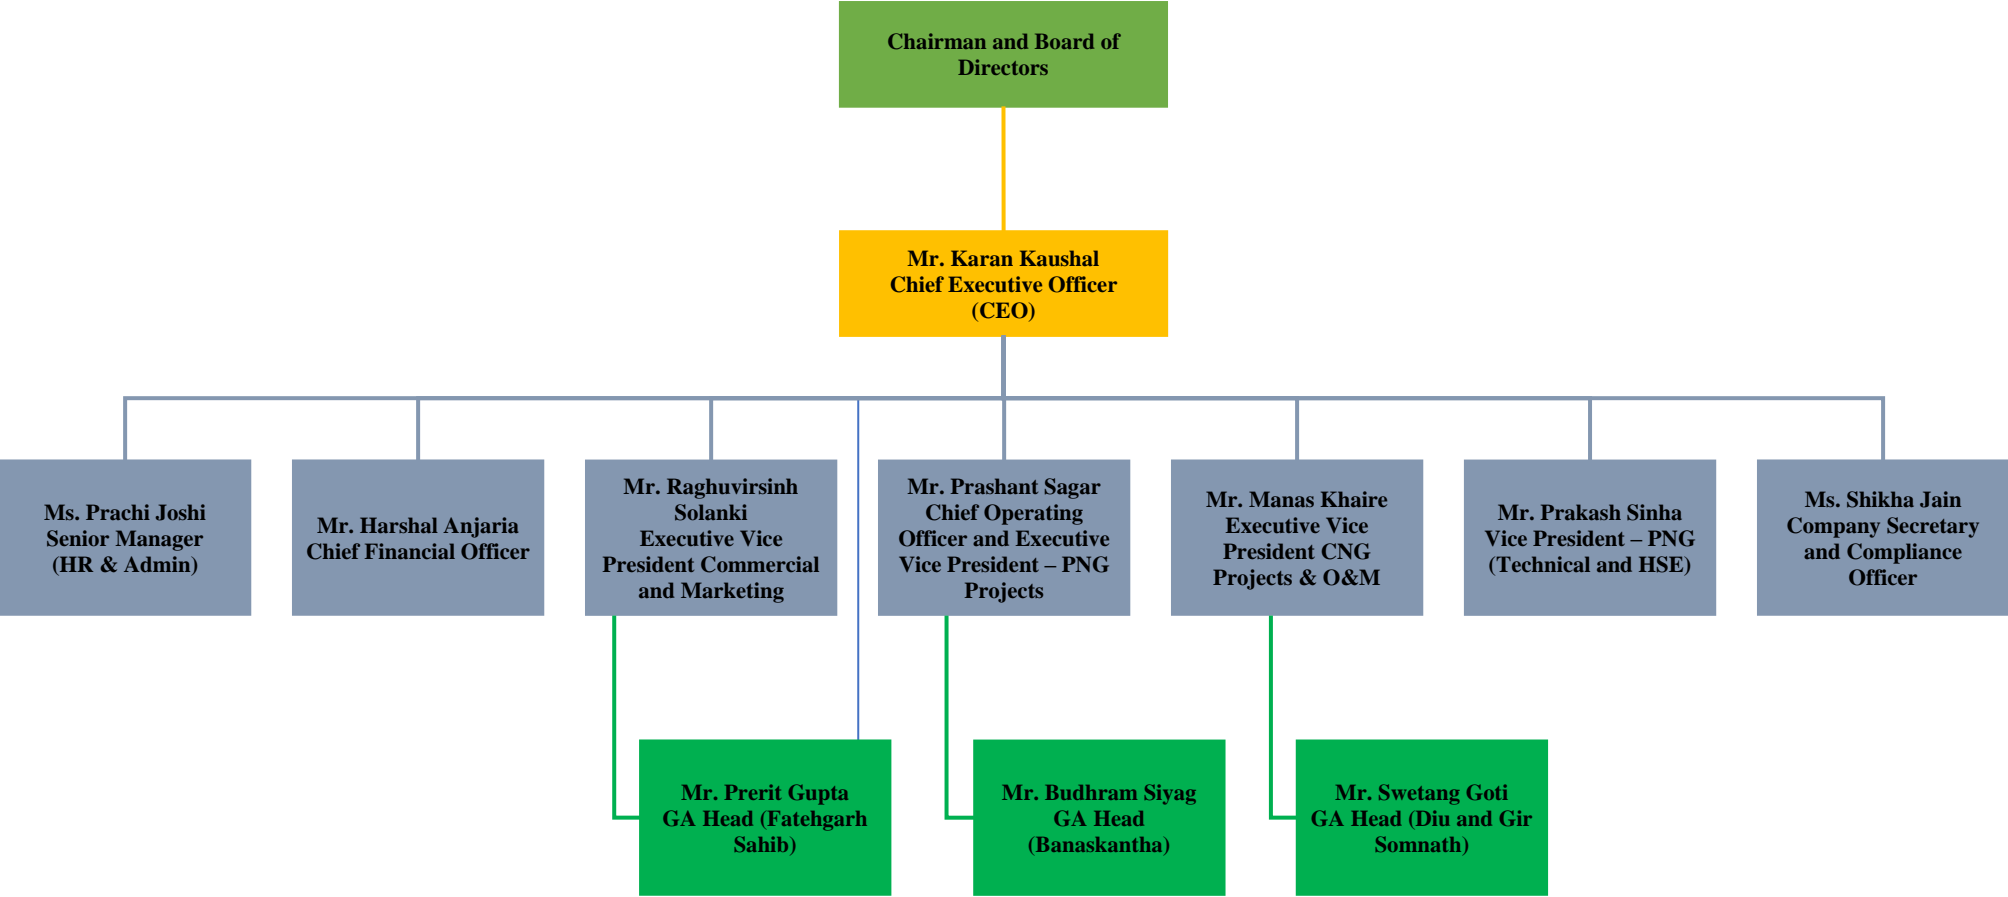 Chairman and Board of
Directors
Mr. Karan Kaushal
Chief Executive Officer
(CEO)
Ms. Prachi Joshi
Senior Manager
(HR & Admin)
Mr. Harshal Anjaria
Chief Financial Officer
Mr. Raghuvirsinh
Solanki
Executive Vice
President Commercial
and Marketing
Mr. Prashant Sagar
Chief Operating
Officer and Executive
Vice President – PNG
Projects
Mr. Manas Khaire
Executive Vice
President CNG
Projects & O&M
Mr. Prakash Sinha
Vice President – PNG
(Technical and HSE)
Ms. Shikha Jain
Company Secretary
and Compliance
Officer
Mr. Prerit Gupta
GA Head (Fatehgarh
Sahib)
Mr. Budhram Siyag
GA Head
(Banaskantha)
Mr. Swetang Goti
GA Head (Diu and Gir
Somnath)